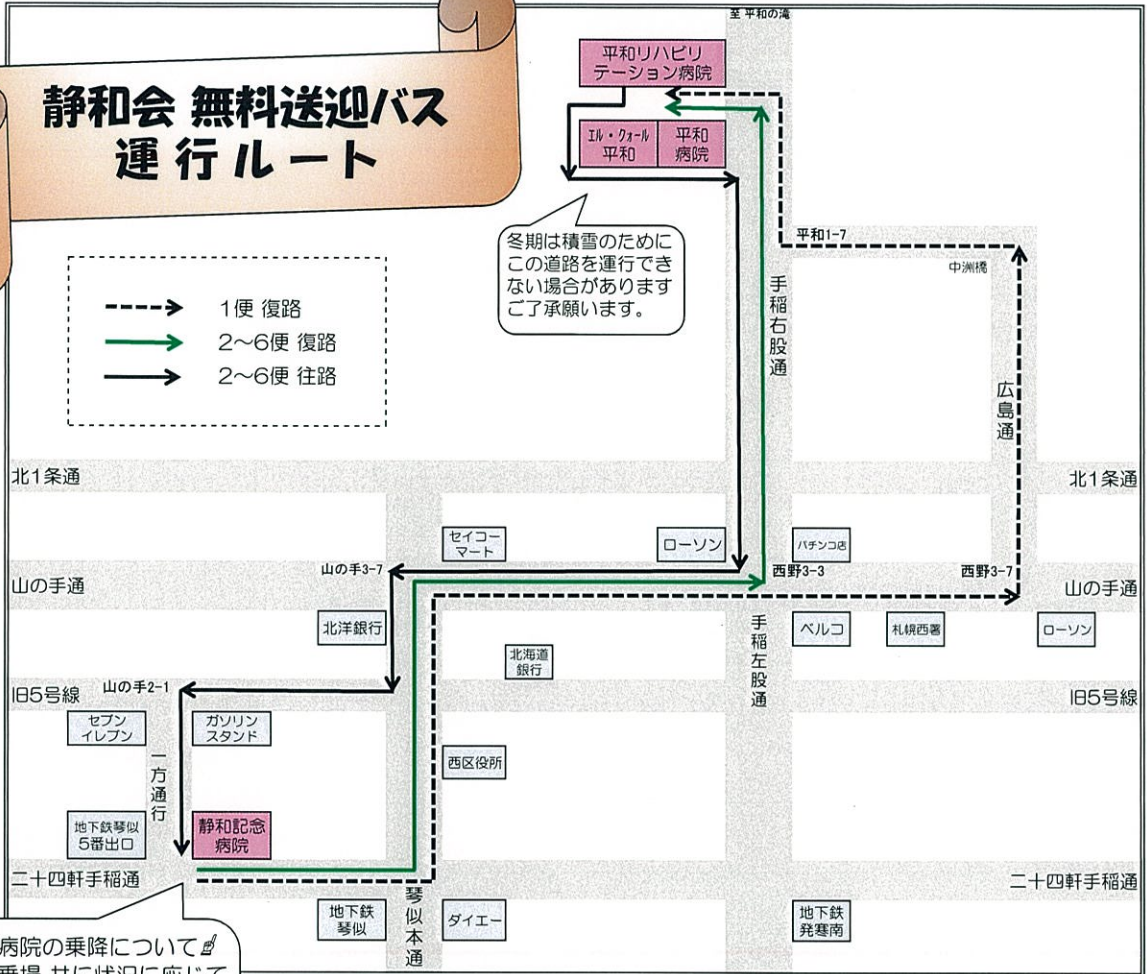 至 平和の滝
静和会 無料送迎バス
運行ルート
平和リハビリ
テーション病院
エル・クォール
平和
平和
病院
冬期は積雪のために
この道路を運行でき
ない場合があります
ご了承願います。
1便 復路
2～6便 復路
2～6便 往路
平和1-7
中洲橋
手稲右股通
広島通
北1条通
北1条通
セイコー
マート
ローソン
パチンコ店
山の手3-7
西野3-3
西野3-7
山の手通
山の手通
北洋銀行
北海道
銀行
手稲左股通
ベルコ
札幌西署
ローソン
旧5号線
山の手2-1
旧5号線
セブン
イレブン
ガソリン
スタンド
一方通行
西区役所
地下鉄琴似
5番出口
静和記念
病院
二十四軒手稲通
二十四軒手稲通
地下鉄
琴似
琴似本通
ダイエー
地下鉄
発寒南
病院の乗降について
乗場 共に状況に応じて